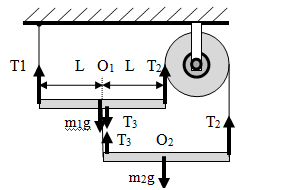 T1 L O₁ L T₂
m₁g T₃
T₃ O₂ T₂
m₂g